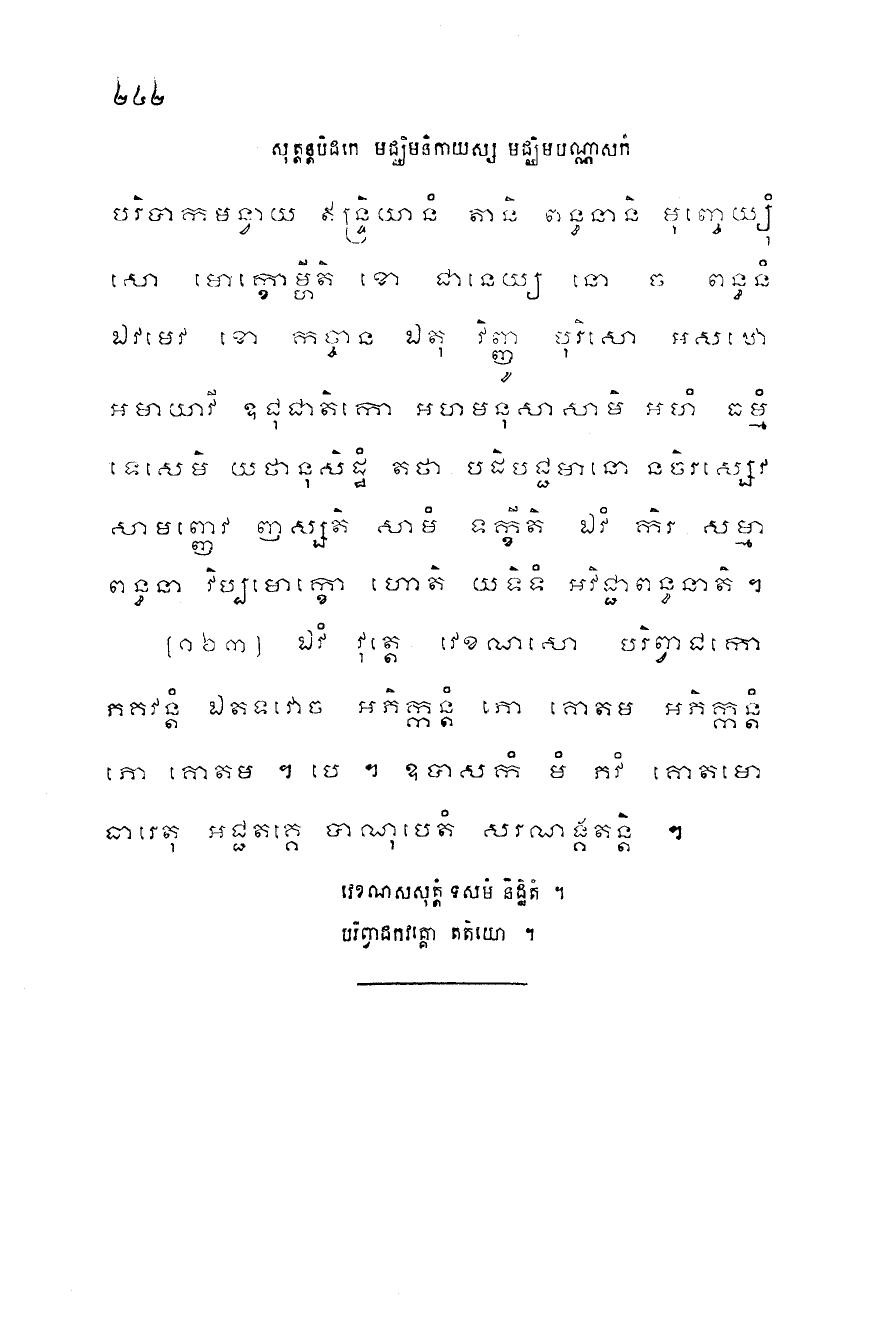 ២៤២
សុត្តន្តបិដកេ មជ្ឈិមនិកាយស្ស មជ្ឈិមបណ្ណាសកំ
បរិបាកមន្វាយ ឥន្ទ្រិយានំ តានិ ពន្ធនានិ មុញ្ចេយ្យុំ
សោ មោក្ខោម្ហីតិ ខោ ជានេយ្យ នោ ច ពន្ធនំ
ឯវមេវ ខោ កច្ចាន ឯតុ វិញ្ញូ បុរិសោ អសឋោ
អមាយាវី ឧជុជាតិកោ អហមនុសាសាមិ អហំ ធម្មំ
ទេសេមិ យថានុសិដ្ឋំ តថា បដិបជ្ជមានោ នចិរស្សេវ
សាមញ្ញេវ ញស្សតិ សាមំ ទក្ខីតិ ឯវំ កិរ សម្មា
ពន្ធនា វិប្បមោក្ខោ ហោតិ យទិទំ អវិជ្ជាពន្ធនាតិ ។
[១៦៣] ឯវំ វុត្តេ វេខណសោ បរិព្វាជកោ
ភគវន្តំ ឯតទវោច អភិក្កន្តំ ភោ គោតម អភិក្កន្តំ
ភោ គោតម ។ បេ ។ ឧបាសកំ មំ ភវំ គោតមោ
ធារេតុ អជ្ជតគ្គេ បាណុបេតំ សរណង្គតន្តិ ។
វេខណសសុត្តំ ទសមំ និដ្ឋិតំ ។
បរិព្វាជកវគ្គោ តតិយោ ។